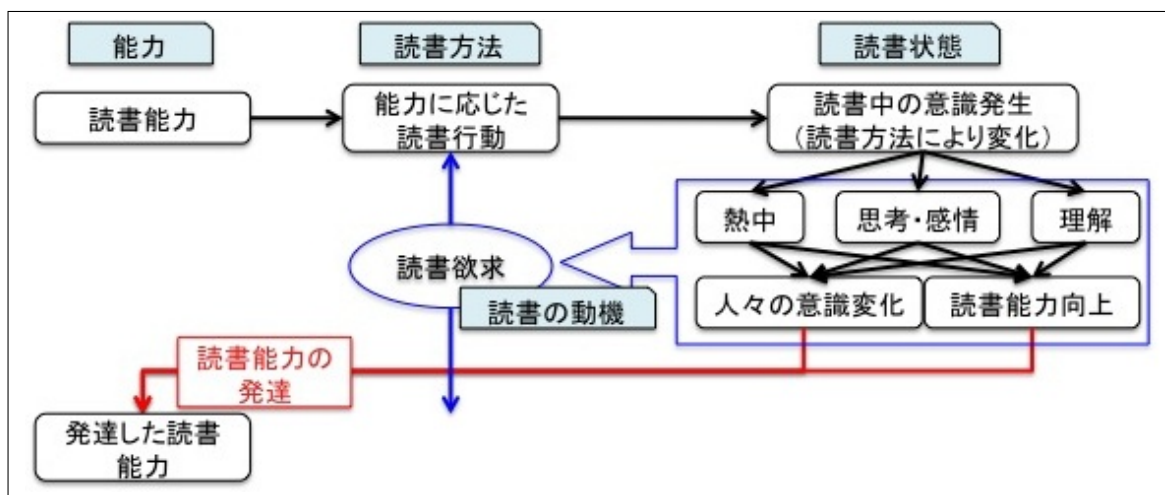 能力
読書方法
読書状態
読書能力
能力に応じた
読書行動
読書中の意識発生
(読書方法により変化)
熱中
思考・感情
理解
読書欲求
読書の動機
人々の意識変化
読書能力向上
読書能力の
発達
発達した読書
能力